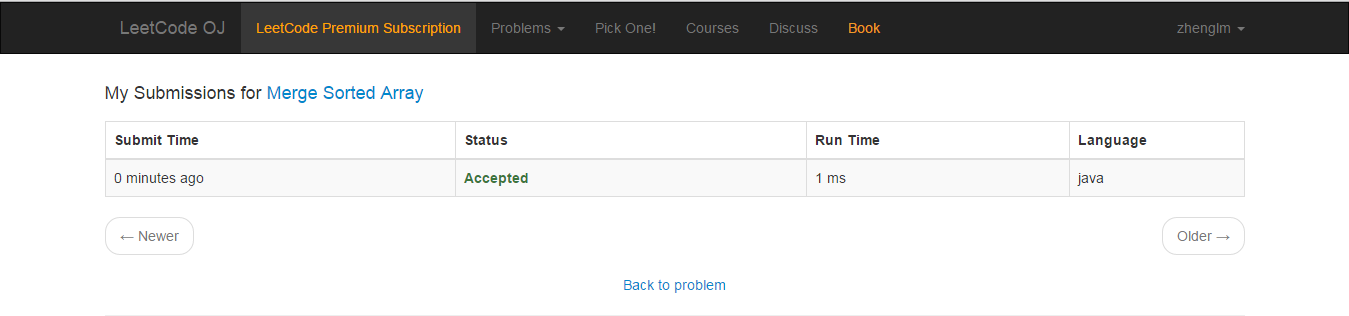 LeetCode OJ LeetCode Premium Subscription Problems Pick One! Courses Discuss Book zhenglm
My Submissions for Merge Sorted Array
Submit Time Status Run Time Language
0 minutes ago Accepted 1 ms java
← Newer Older →
Back to problem